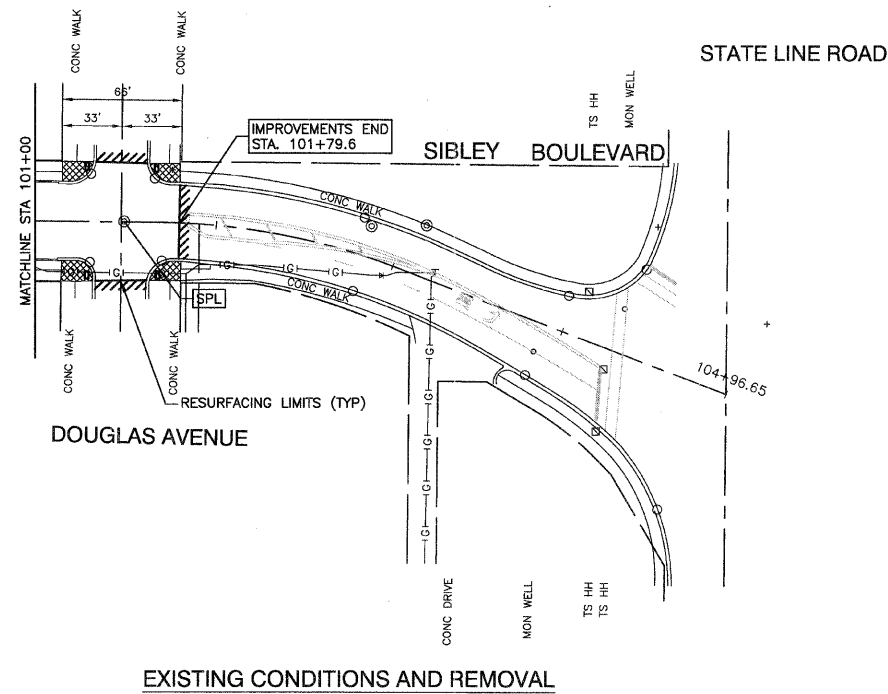 CONC WALK
CONC WALK
STATE LINE ROAD
66'
33' 33'
TS HH
MON WELL
IMPROVEMENTS END
STA. 101+79.6
SIBLEY BOULEVARD
CONC WALK
MATCHLINE STA 101+00
G
G
G
G
SPL
CONC WALK
G
G
G
G
G
G
CONC WALK
CONC WALK
104+96.65
RESURFACING LIMITS (TYP)
DOUGLAS AVENUE
CONC DRIVE
MON WELL
TS HH
TS HH
EXISTING CONDITIONS AND REMOVAL